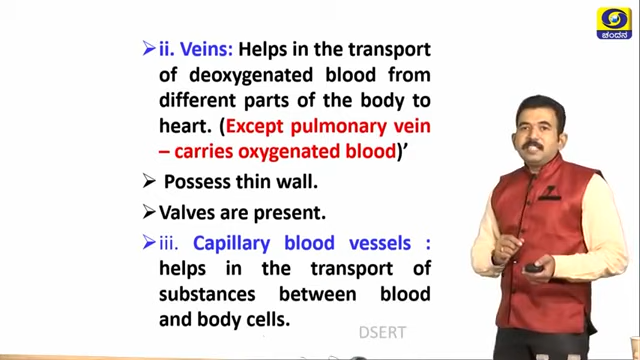 ii. Veins: Helps in the transport
of deoxygenated blood from
different parts of the body to
heart. (Except pulmonary vein
– carries oxygenated blood)’
Possess thin wall.
Valves are present.
iii. Capillary blood vessels :
helps in the transport of
substances between blood
and body cells.
DSERT
ಚಂದನ